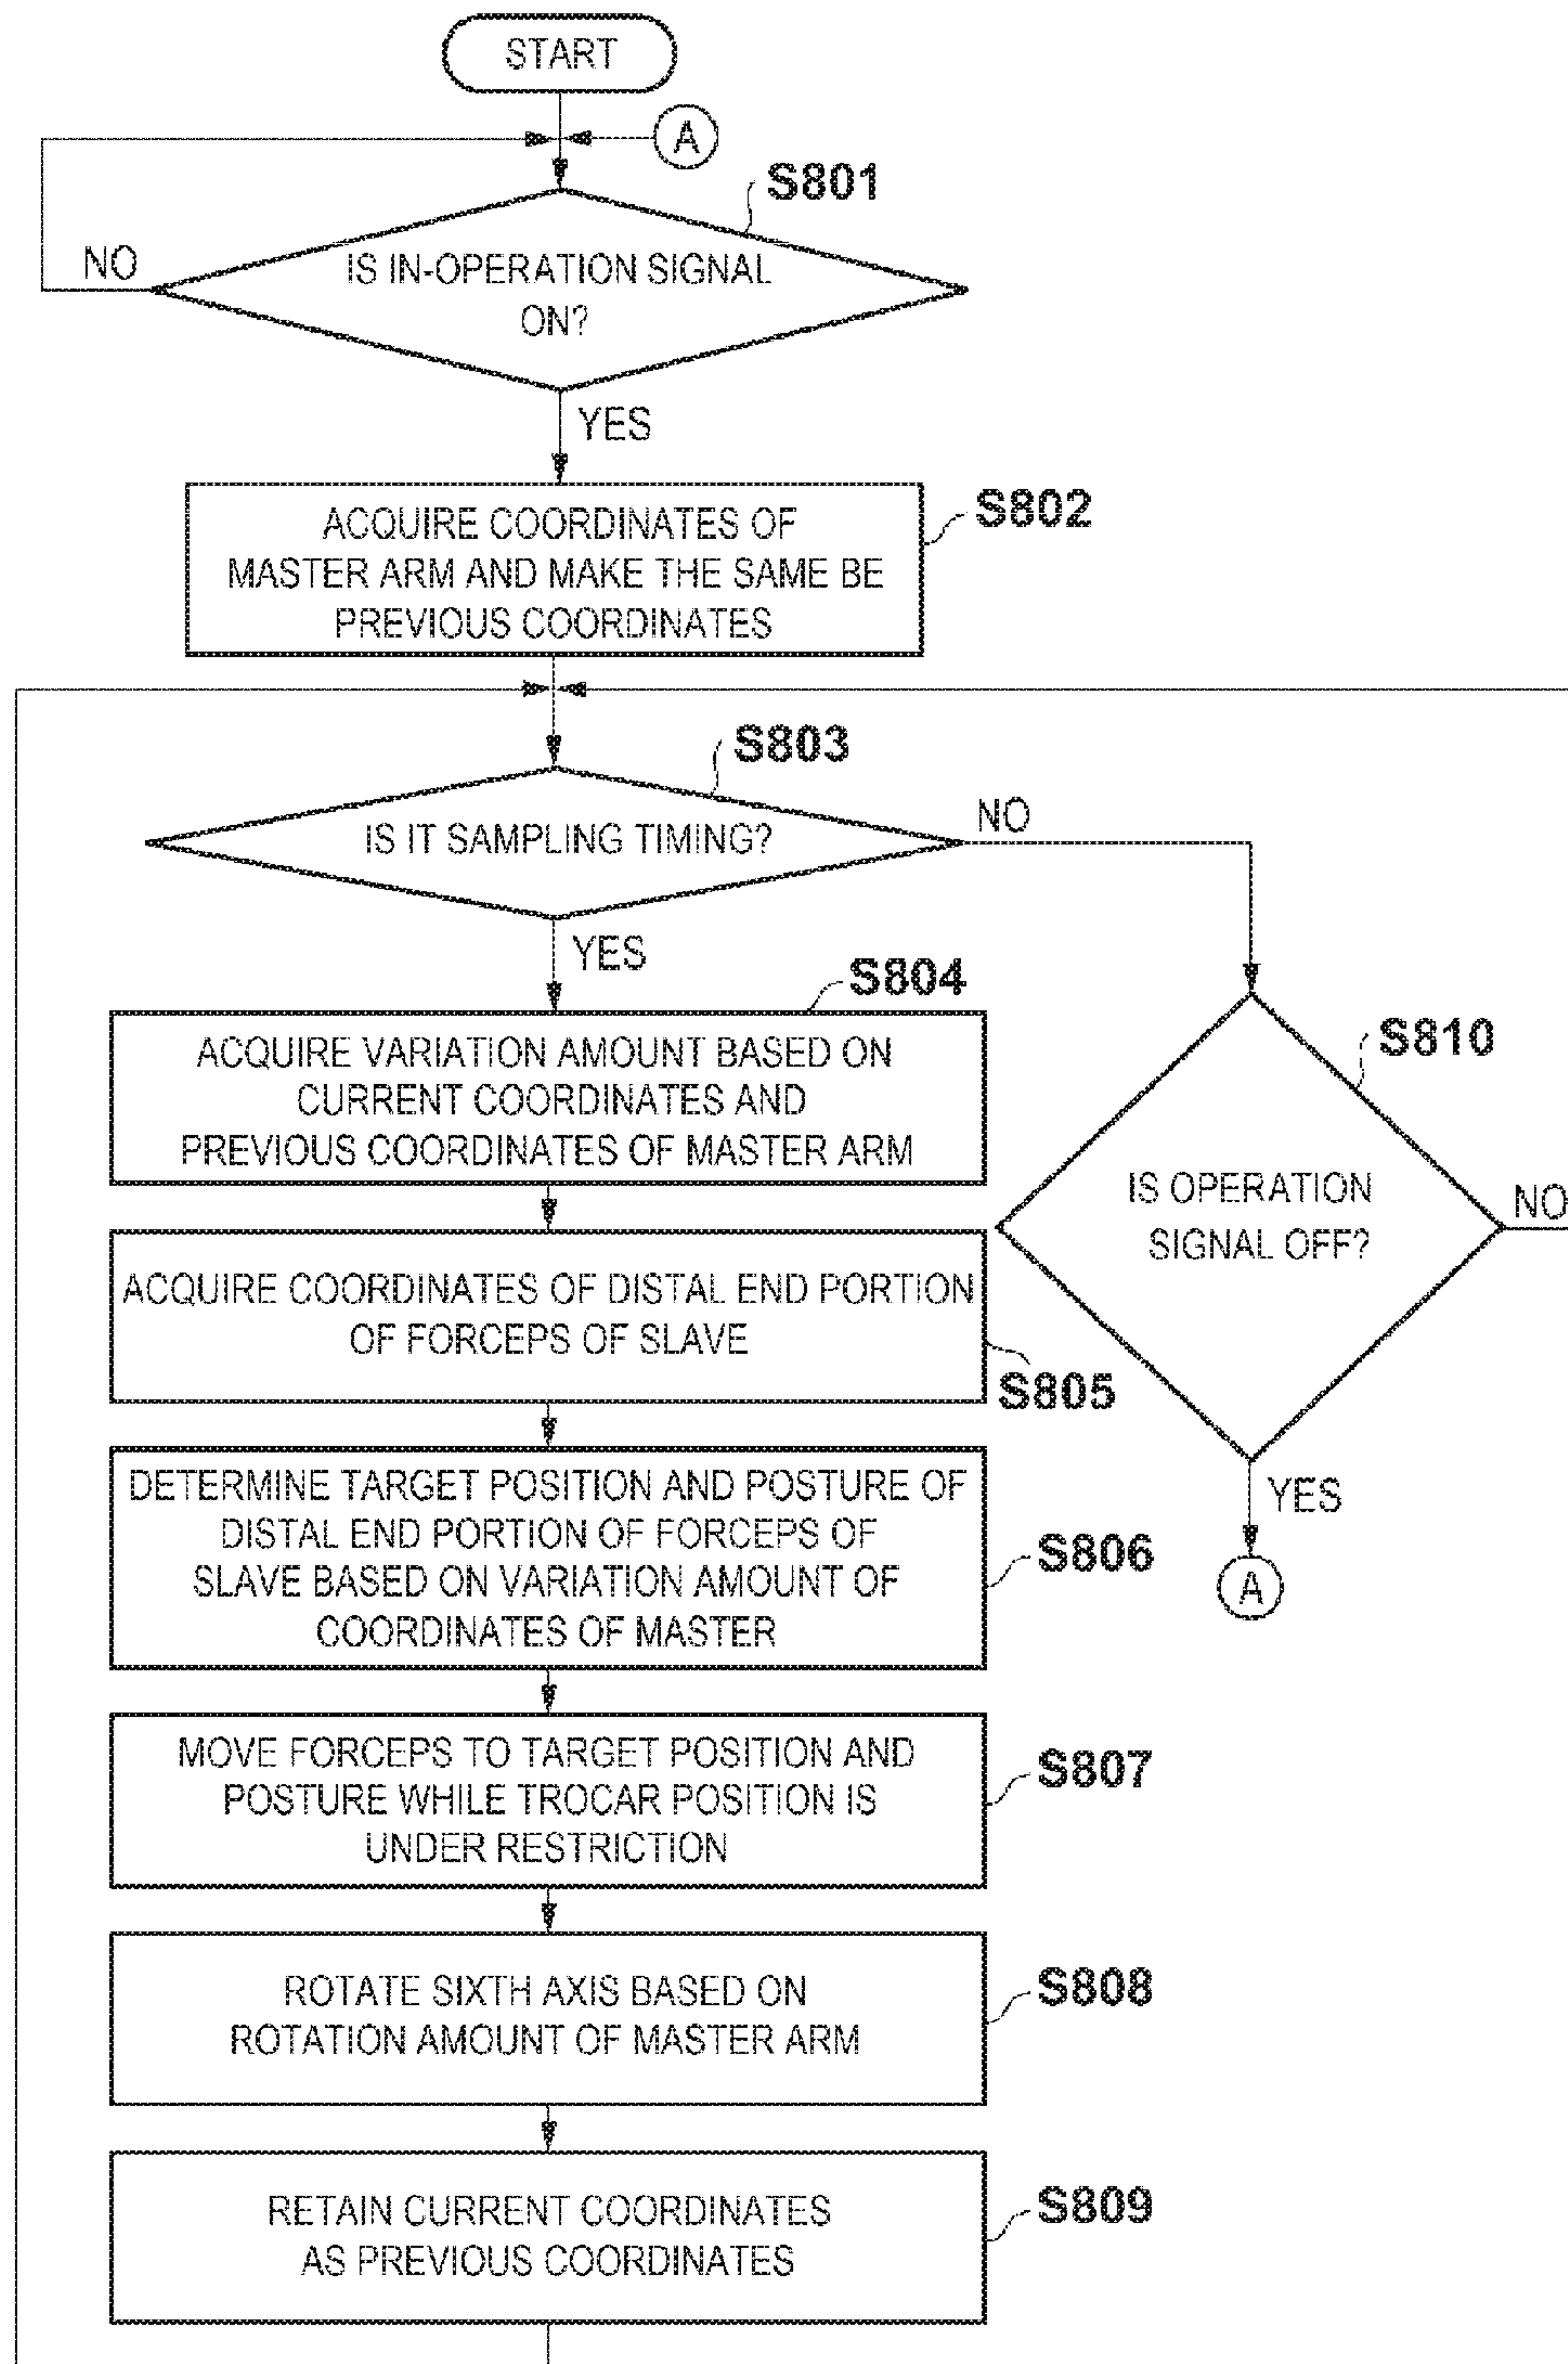 START
A
S801
NO
IS IN-OPERATION SIGNAL
ON?
YES
S802
ACQUIRE COORDINATES OF
MASTER ARM AND MAKE THE SAME BE
PREVIOUS COORDINATES
S803
IS IT SAMPLING TIMING?
NO
YES
S804
ACQUIRE VARIATION AMOUNT BASED ON
CURRENT COORDINATES AND
PREVIOUS COORDINATES OF MASTER ARM
S810
IS OPERATION
SIGNAL OFF?
NO
YES
A
ACQUIRE COORDINATES OF DISTAL END PORTION
OF FORCEPS OF SLAVE
S805
DETERMINE TARGET POSITION AND POSTURE OF
DISTAL END PORTION OF FORCEPS OF
SLAVE BASED ON VARIATION AMOUNT OF
COORDINATES OF MASTER
S806
MOVE FORCEPS TO TARGET POSITION AND
POSTURE WHILE TROCAR POSITION IS
UNDER RESTRICTION
S807
ROTATE SIXTH AXIS BASED ON
ROTATION AMOUNT OF MASTER ARM
S808
RETAIN CURRENT COORDINATES
AS PREVIOUS COORDINATES
S809